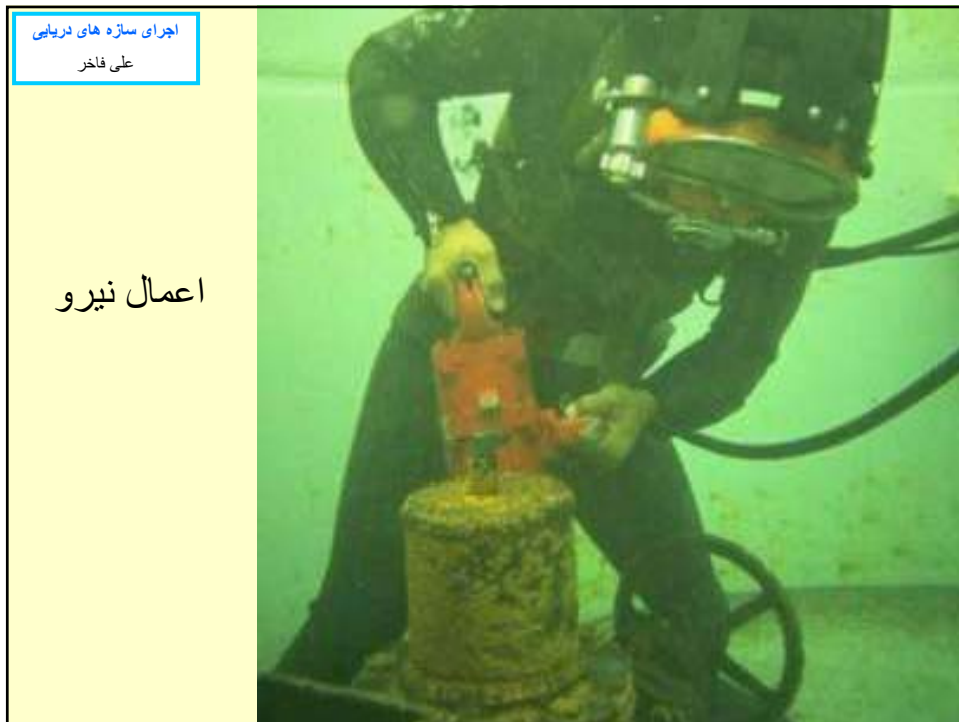 اجرای سازه های دریایی
علی فاخر
اعمال نیرو